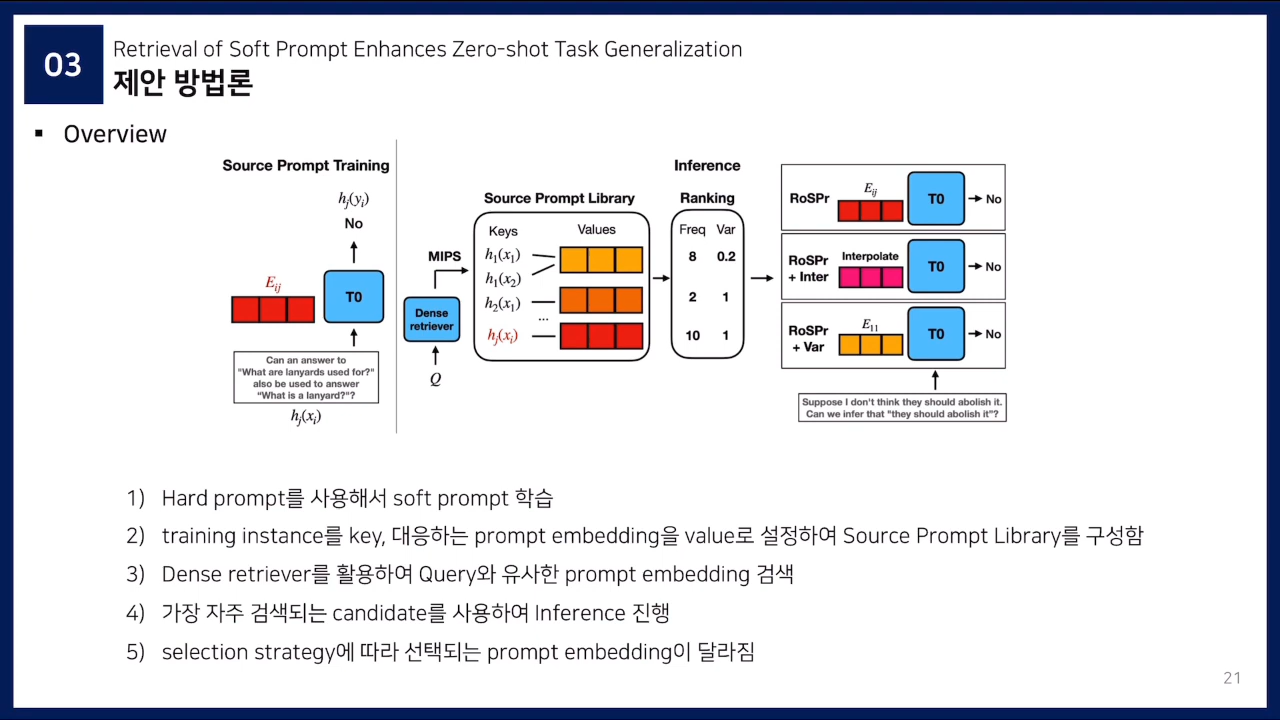 03
Retrieval of Soft Prompt Enhances Zero-shot Task Generalization
제안 방법론
▪ Overview
Source Prompt Training
h_j(y_i)
No
E_ij
T0
Can an answer to
"What are lanyards used for?"
also be used to answer
"What is a lanyard?"?
h_j(x_i)
Inference
MIPS
Dense
retriever
Q
Source Prompt Library
Keys Values
h_1(x_1)
h_1(x_2)
h_2(x_1)
...
h_j(x_i)
Ranking
Freq Var
8 0.2
2 1
10 1
RoSPr E_ij T0 No
RoSPr
+ Inter Interpolate T0 No
RoSPr
+ Var E_11 T0 No
Suppose I don't think they should abolish it.
Can we infer that "they should abolish it"?
1) Hard prompt를 사용해서 soft prompt 학습
2) training instance를 key, 대응하는 prompt embedding을 value로 설정하여 Source Prompt Library를 구성함
3) Dense retriever를 활용하여 Query와 유사한 prompt embedding 검색
4) 가장 자주 검색되는 candidate를 사용하여 Inference 진행
5) selection strategy에 따라 선택되는 prompt embedding이 달라짐
21